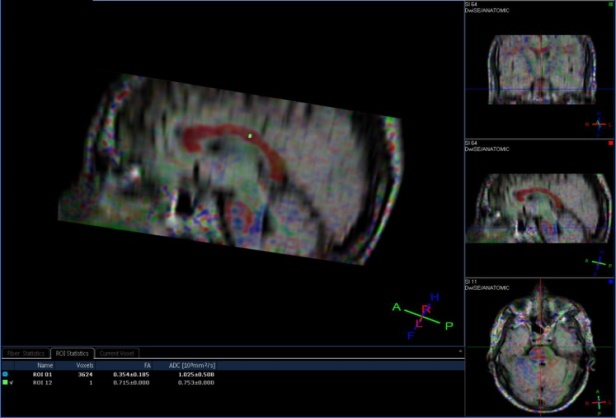 SI 64
DwiSE/ANATOMIC
SI 64
DwiSE/ANATOMIC
A
H
R
L
P
F
SI 11
DwiSE/ANATOMIC
Fiber Statistics ROI Statistics Current Voxel
Name Voxels FA ADC [10³mm²/s]
ROI 01 3624 0.354±0.185 1.025±0.500
ROI 12 1 0.715±0.000 0.753±0.000